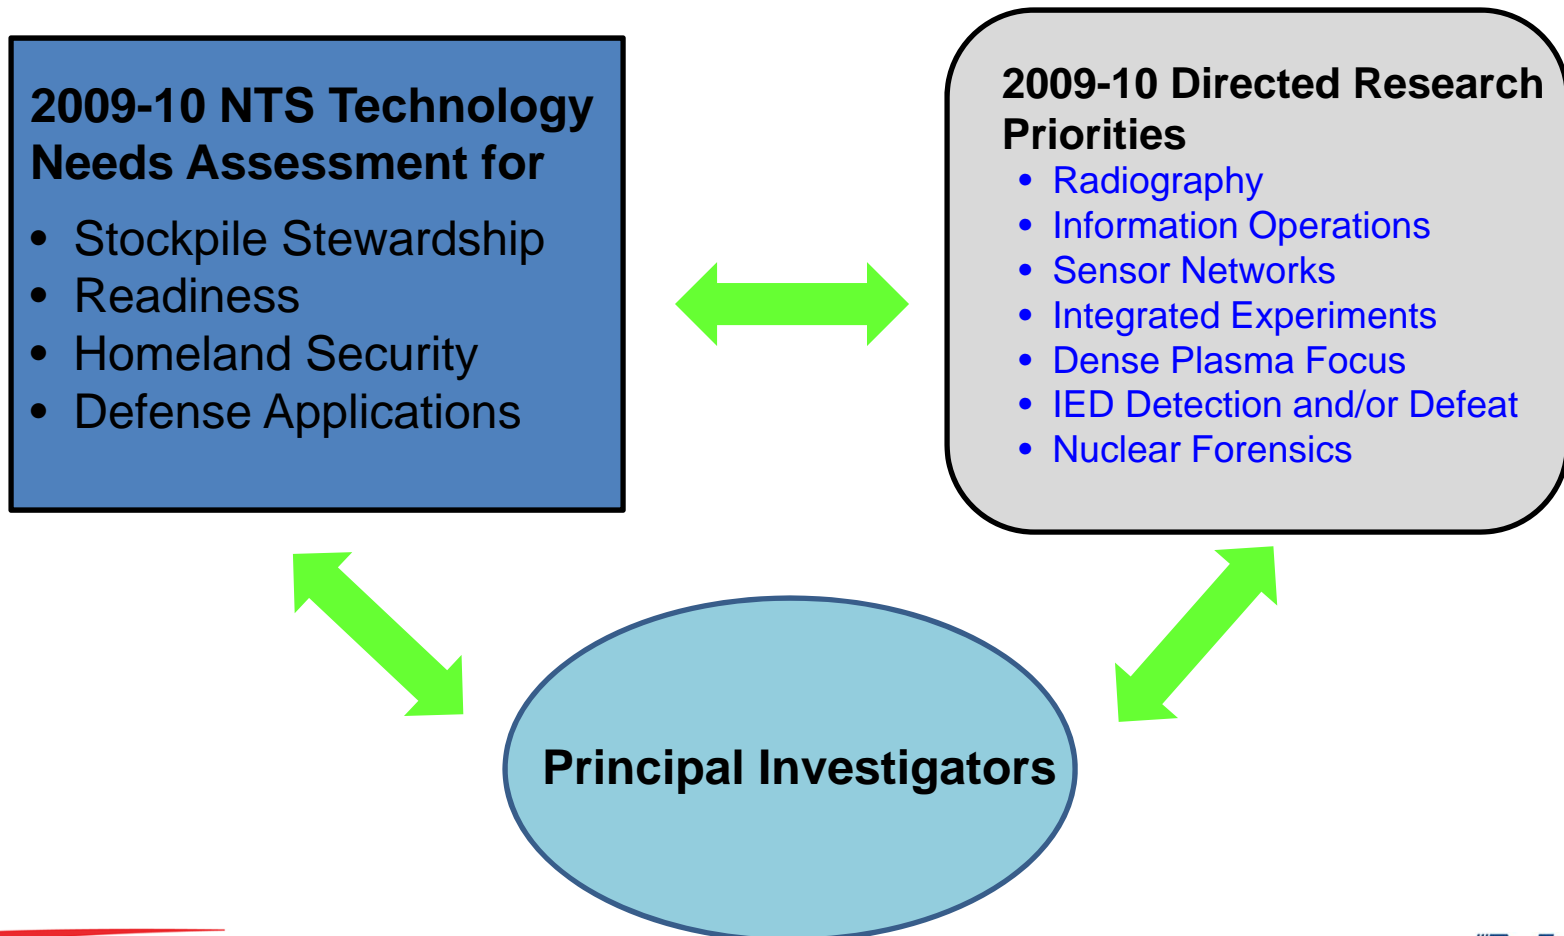 2009-10 NTS Technology
Needs Assessment for
• Stockpile Stewardship
• Readiness
• Homeland Security
• Defense Applications
2009-10 Directed Research
Priorities
• Radiography
• Information Operations
• Sensor Networks
• Integrated Experiments
• Dense Plasma Focus
• IED Detection and/or Defeat
• Nuclear Forensics
Principal Investigators